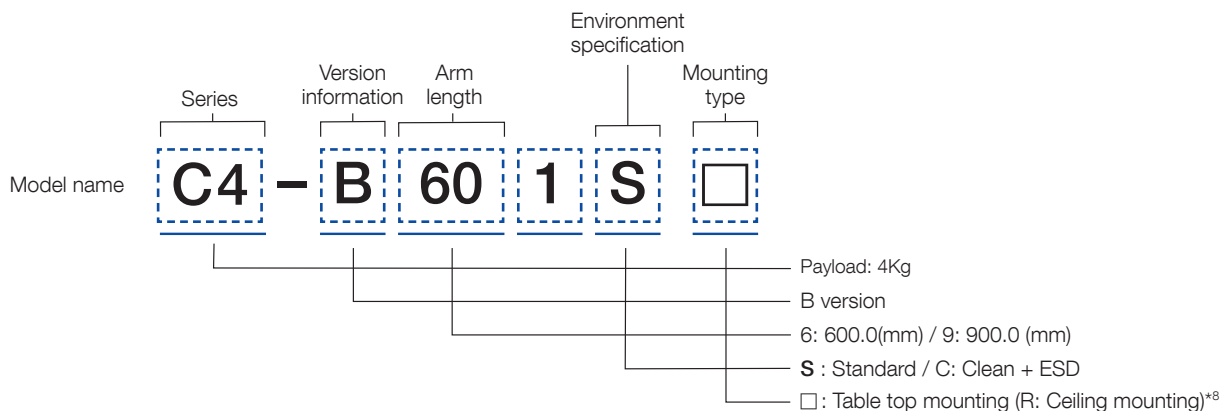 Environment
specification
Version
information
Arm
length
Mounting
type
Series
Model name
C4 – B 60 1 S □
Payload: 4Kg
B version
6: 600.0(mm) / 9: 900.0 (mm)
S : Standard / C: Clean + ESD
□ : Table top mounting (R: Ceiling mounting)*8